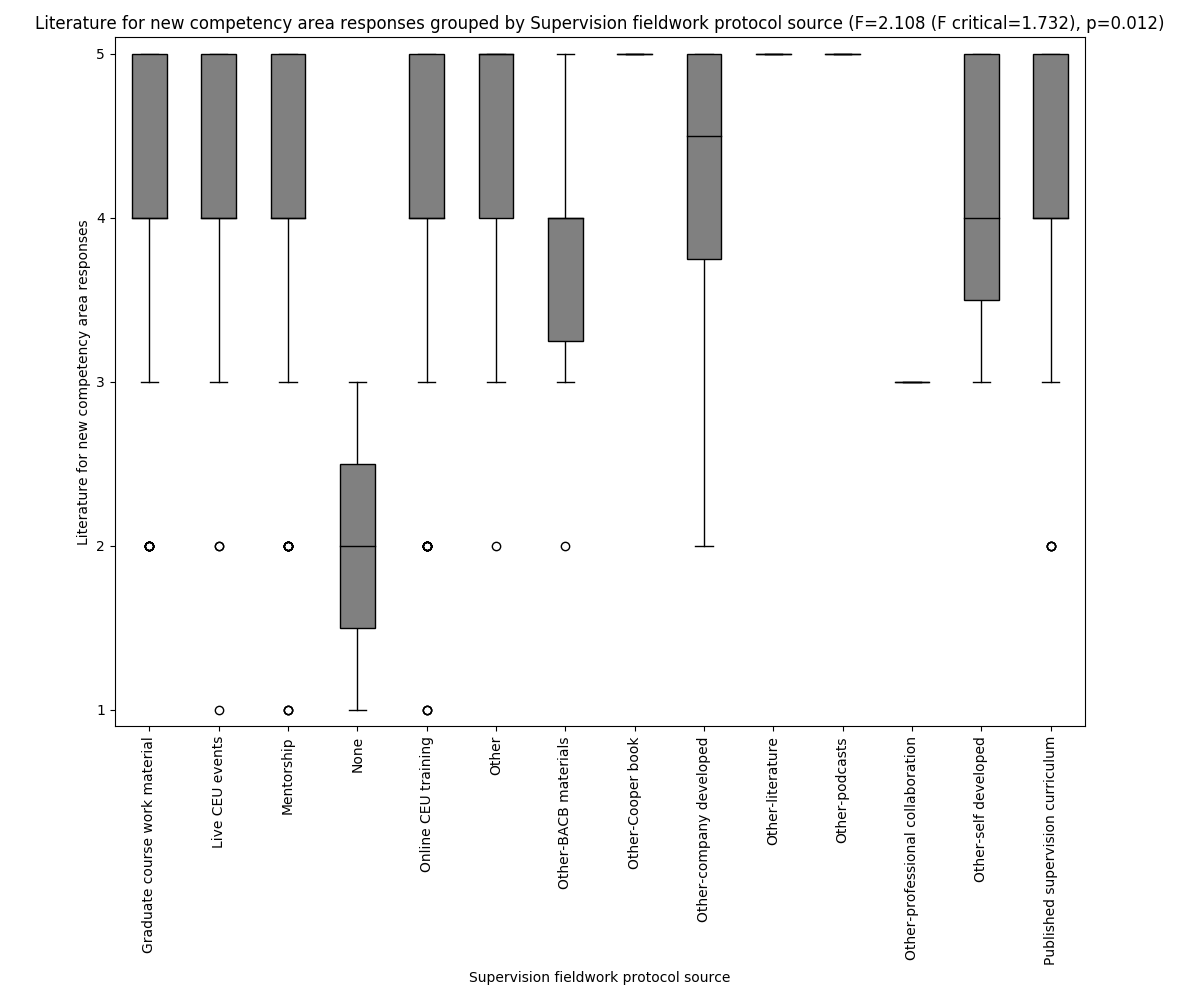 Literature for new competency area responses grouped by Supervision fieldwork protocol source (F=2.108 (F critical=1.732), p=0.012)
Literature for new competency area responses
5
4
3
2
1
Graduate course work material
Live CEU events
Mentorship
None
Online CEU training
Other
Other-BACB materials
Other-Cooper book
Other-company developed
Other-literature
Other-podcasts
Other-professional collaboration
Other-self developed
Published supervision curriculum
Supervision fieldwork protocol source